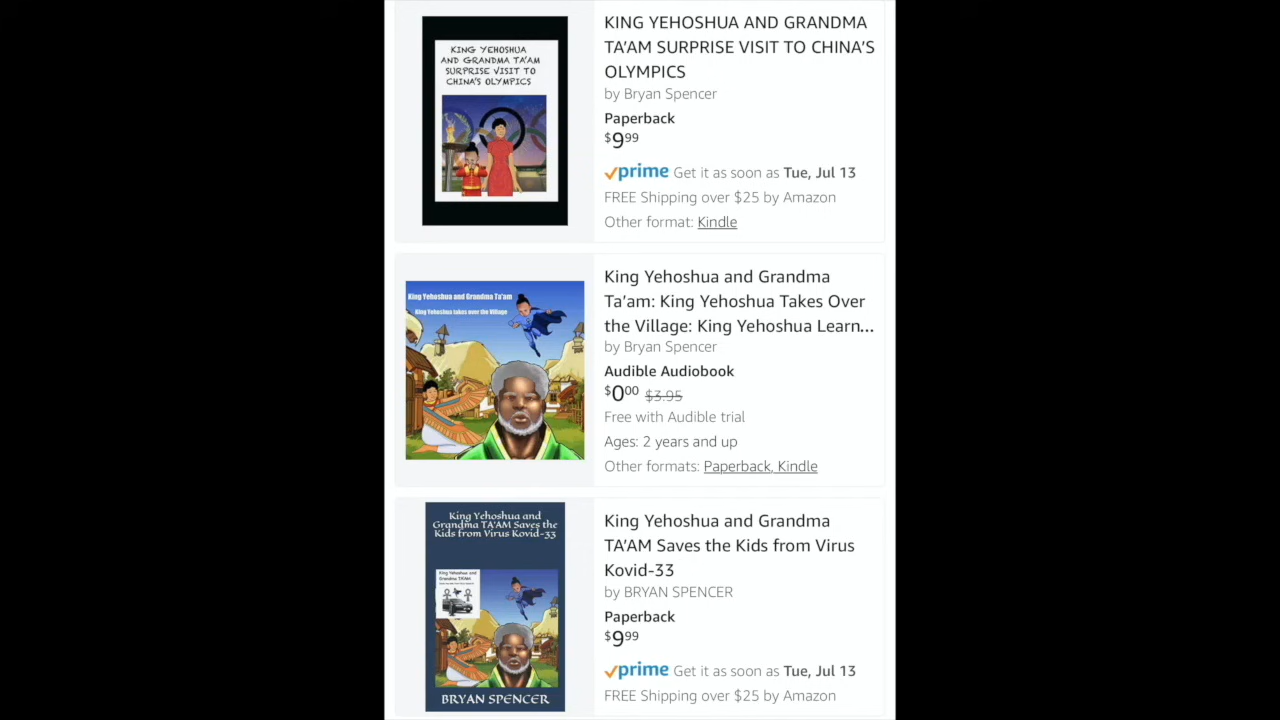 KING YEHOSHUA
AND GRANDMA TA'AM
SURPRISE VISIT TO
CHINA'S OLYMPICS
KING YEHOSHUA AND GRANDMA
TA'AM SURPRISE VISIT TO CHINA'S
OLYMPICS
by Bryan Spencer
Paperback
$9.99
prime Get it as soon as Tue, Jul 13
FREE Shipping over $25 by Amazon
Other format: Kindle
King Yehoshua and Grandma Ta'am
King Yehoshua takes over the Village
King Yehoshua and Grandma
Ta'am: King Yehoshua Takes Over
the Village: King Yehoshua Learn...
by Bryan Spencer
Audible Audiobook
$0.00 $3.95
Free with Audible trial
Ages: 2 years and up
Other formats: Paperback, Kindle
King Yehoshua and
Grandma TA'AM Saves the
Kids from Virus Kovid-33
King Yehoshua and
Grandma TA'AM
BRYAN SPENCER
King Yehoshua and Grandma
TA'AM Saves the Kids from Virus
Kovid-33
by BRYAN SPENCER
Paperback
$9.99
prime Get it as soon as Tue, Jul 13
FREE Shipping over $25 by Amazon